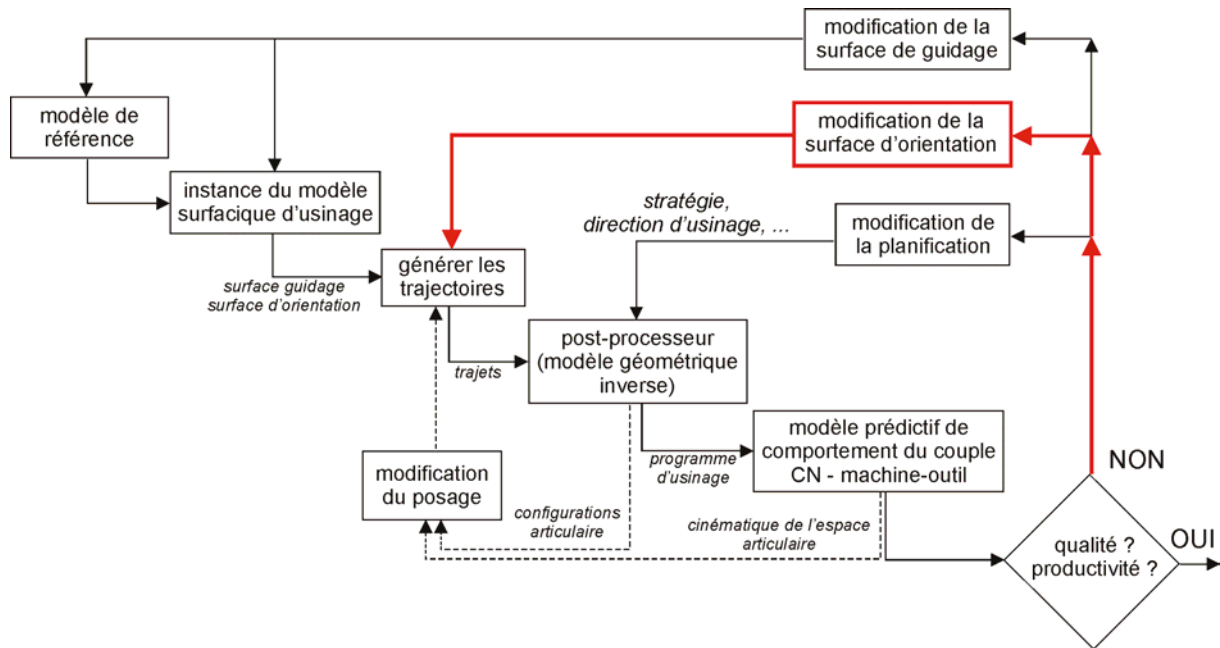 modification de la
surface de guidage
modèle de
référence
modification de la
surface d'orientation
instance du modèle
surfacique d'usinage
stratégie,
direction d'usinage, ...
modification de
la planification
générer les
trajectoires
surface guidage
surface d'orientation
post-processeur
(modèle géométrique
inverse)
trajets
modèle prédictif de
comportement du couple
CN - machine-outil
programme
d'usinage
NON
modification
du posage
configurations
articulaire
cinématique de l'espace
articulaire
qualité ?
productivité ?
OUI